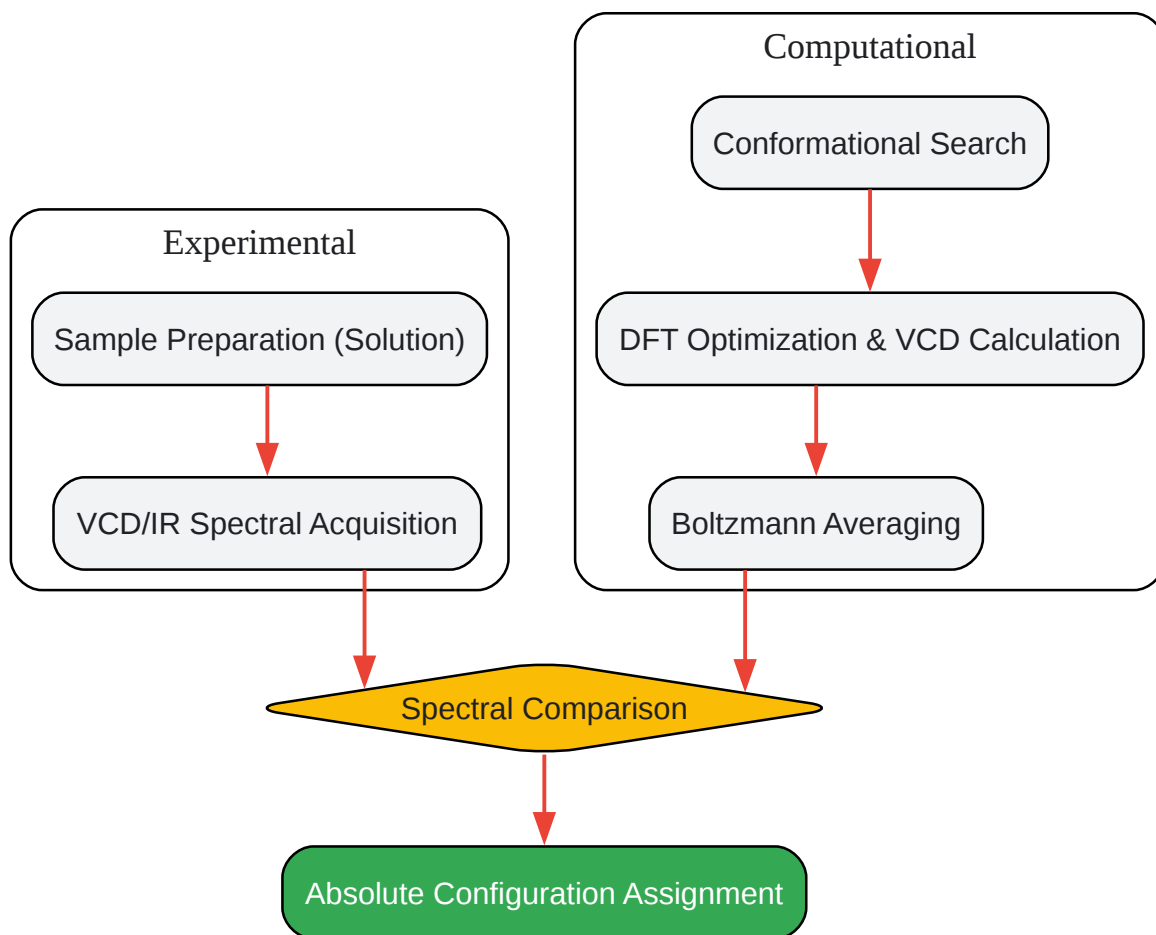 Computational
Conformational Search
Experimental
Sample Preparation (Solution)
DFT Optimization & VCD Calculation
VCD/IR Spectral Acquisition
Boltzmann Averaging
Spectral Comparison
Absolute Configuration Assignment